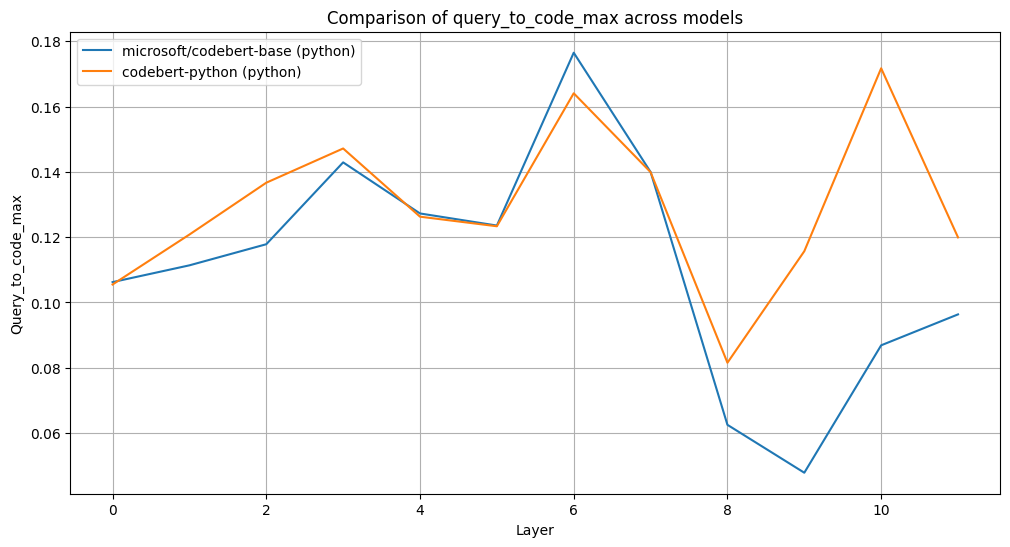 Comparison of query_to_code_max across models
microsoft/codebert-base (python)
codebert-python (python)
Query_to_code_max
0.18
0.16
0.14
0.12
0.10
0.08
0.06
0 2 4 6 8 10
Layer